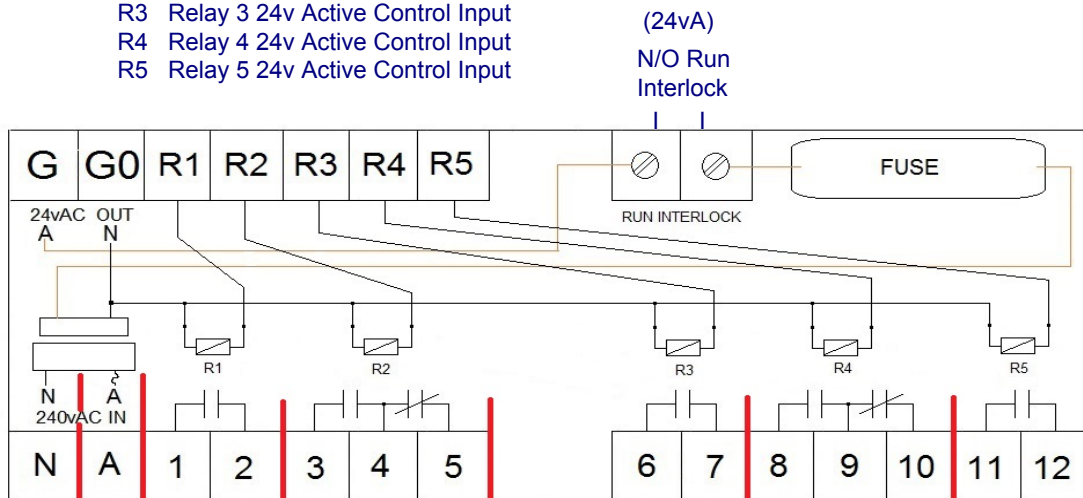 R3 Relay 3 24v Active Control Input
R4 Relay 4 24v Active Control Input
R5 Relay 5 24v Active Control Input
(24vA)
N/O Run
Interlock
G G0 R1 R2 R3 R4 R5
FUSE
24vAC OUT
A N
RUN INTERLOCK
R1 R2 R3 R4 R5
N A
240vAC IN
N A 1 2 3 4 5 6 7 8 9 10 11 12